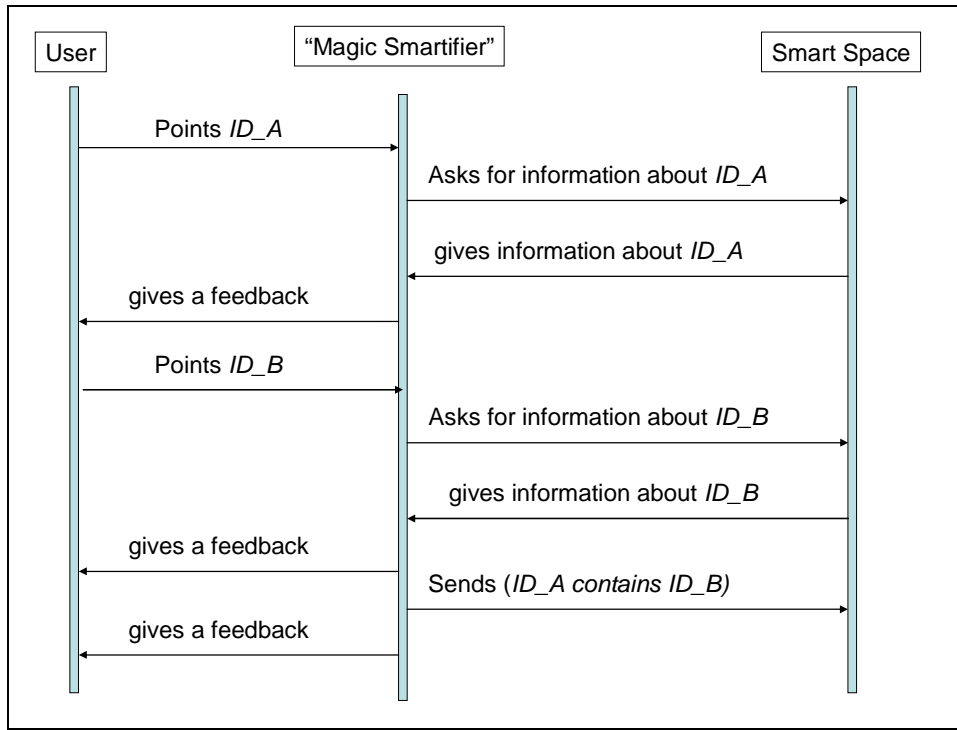 User
“Magic Smartifier”
Smart Space
Points ID_A
Asks for information about ID_A
gives information about ID_A
gives a feedback
Points ID_B
Asks for information about ID_B
gives information about ID_B
gives a feedback
Sends (ID_A contains ID_B)
gives a feedback